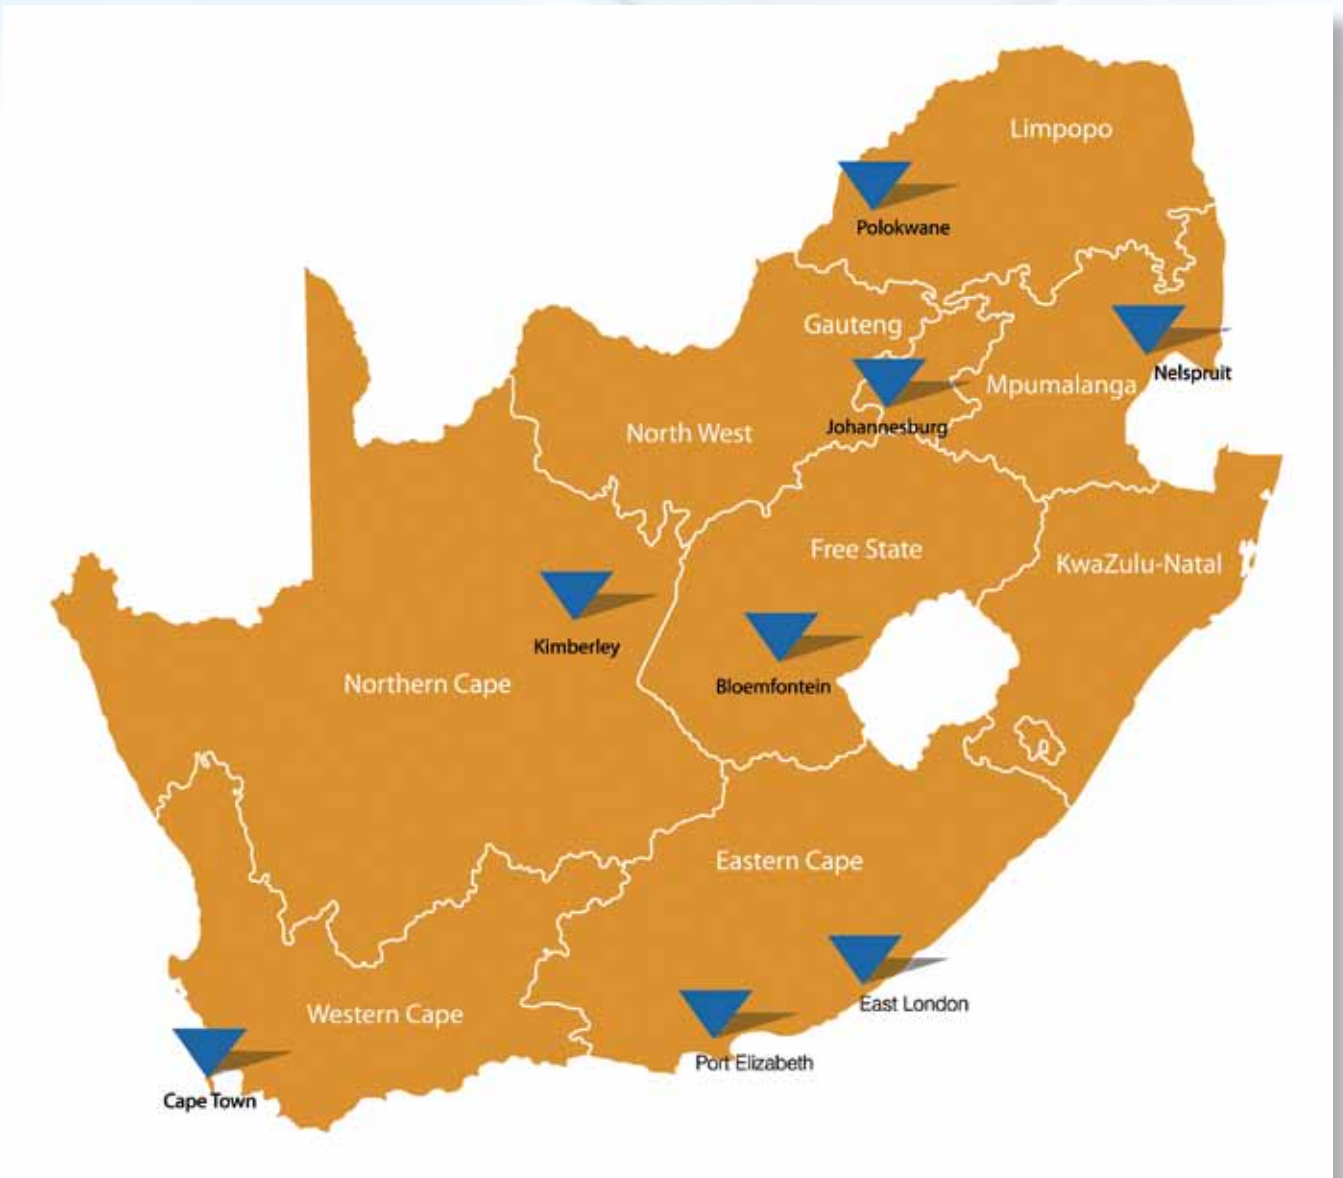 Limpopo
Polokwane
Gauteng
Nelspruit
Mpumalanga
Johannesburg
North West
Free State
KwaZulu-Natal
Kimberley
Northern Cape
Bloemfontein
Eastern Cape
East London
Western Cape
Port Elizabeth
Cape Town